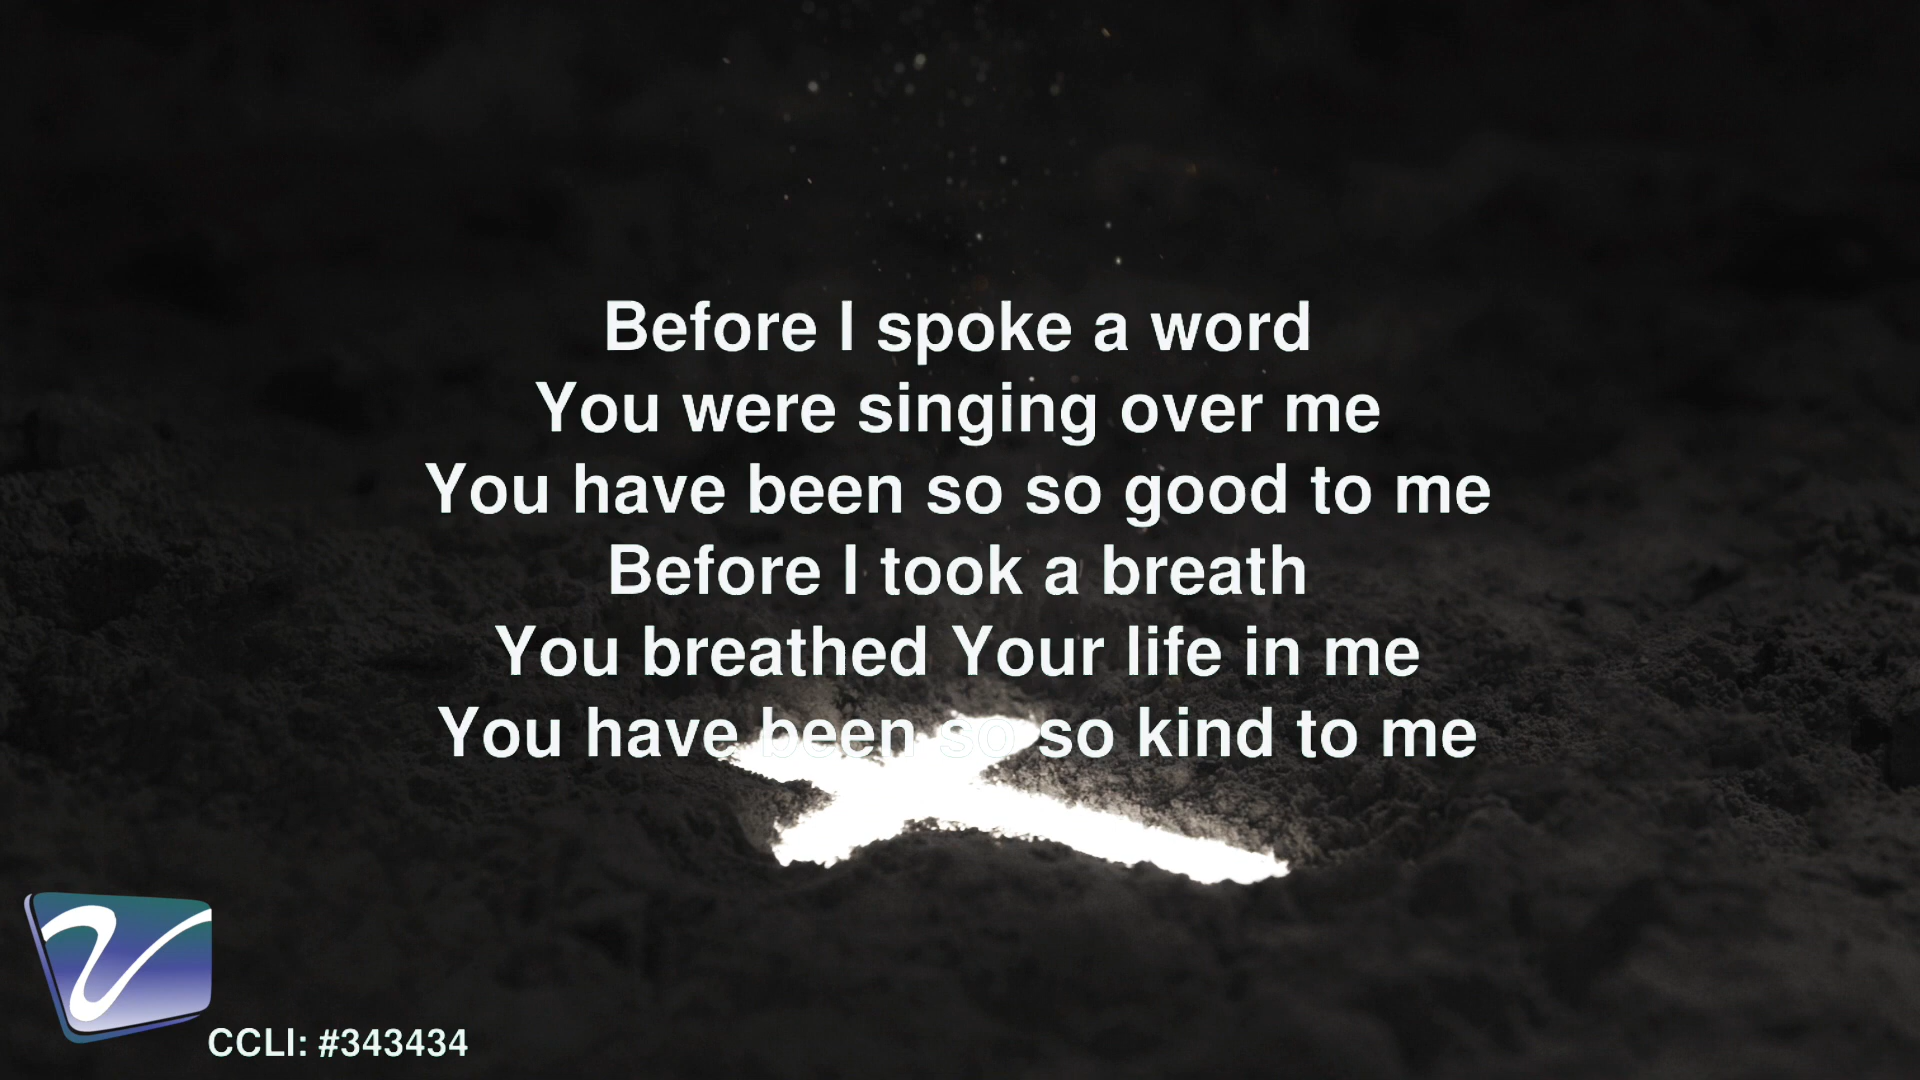 Before I spoke a word
You were singing over me
You have been so so good to me
Before I took a breath
You breathed Your life in me
You have been so so kind to me
CCLI: #343434